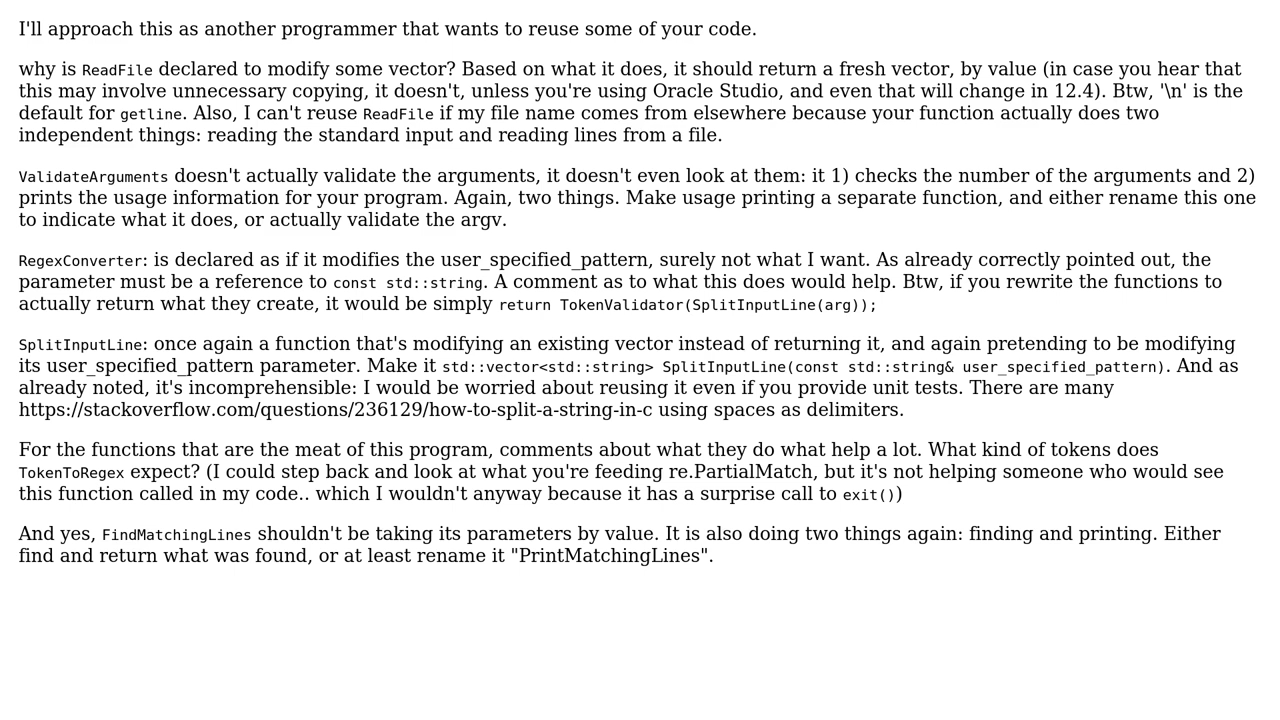 I'll approach this as another programmer that wants to reuse some of your code.
why is ReadFile declared to modify some vector? Based on what it does, it should return a fresh vector, by value (in case you hear that
this may involve unnecessary copying, it doesn't, unless you're using Oracle Studio, and even that will change in 12.4). Btw, '\n' is the
default for getline. Also, I can't reuse ReadFile if my file name comes from elsewhere because your function actually does two
independent things: reading the standard input and reading lines from a file.
ValidateArguments doesn't actually validate the arguments, it doesn't even look at them: it 1) checks the number of the arguments and 2)
prints the usage information for your program. Again, two things. Make usage printing a separate function, and either rename this one
to indicate what it does, or actually validate the argv.
RegexConverter: is declared as if it modifies the user_specified_pattern, surely not what I want. As already correctly pointed out, the
parameter must be a reference to const std::string. A comment as to what this does would help. Btw, if you rewrite the functions to
actually return what they create, it would be simply return TokenValidator(SplitInputLine(arg));
SplitInputLine: once again a function that's modifying an existing vector instead of returning it, and again pretending to be modifying
its user_specified_pattern parameter. Make it std::vector<std::string> SplitInputLine(const std::string& user_specified_pattern). And as
already noted, it's incomprehensible: I would be worried about reusing it even if you provide unit tests. There are many
https://stackoverflow.com/questions/236129/how-to-split-a-string-in-c using spaces as delimiters.
For the functions that are the meat of this program, comments about what they do what help a lot. What kind of tokens does
TokenToRegex expect? (I could step back and look at what you're feeding re.PartialMatch, but it's not helping someone who would see
this function called in my code.. which I wouldn't anyway because it has a surprise call to exit())
And yes, FindMatchingLines shouldn't be taking its parameters by value. It is also doing two things again: finding and printing. Either
find and return what was found, or at least rename it "PrintMatchingLines".